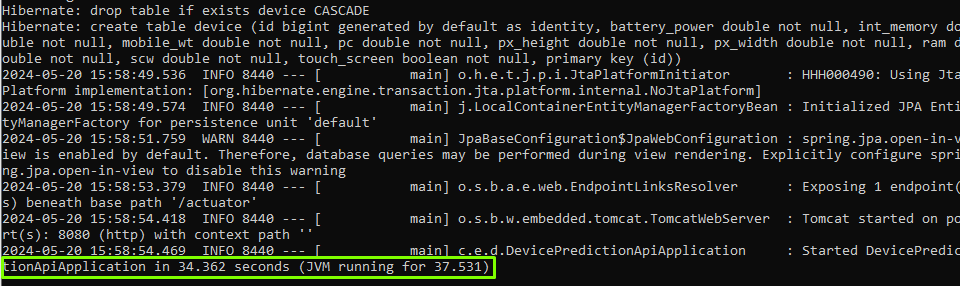 Hibernate: drop table if exists device CASCADE
Hibernate: create table device (id bigint generated by default as identity, battery_power double not null, int_memory do
uble not null, mobile_wt double not null, pc double not null, px_height double not null, px_width double not null, ram d
ouble not null, scw double not null, touch_screen boolean not null, primary key (id))
2024-05-20 15:58:49.536  INFO 8440 --- [           main] o.h.e.t.j.p.i.JtaPlatformInitiator       : HHH000490: Using Jta
Platform implementation: [org.hibernate.engine.transaction.jta.platform.internal.NoJtaPlatform]
2024-05-20 15:58:49.574  INFO 8440 --- [           main] j.LocalContainerEntityManagerFactoryBean : Initialized JPA Enti
tyManagerFactory for persistence unit 'default'
2024-05-20 15:58:51.759  WARN 8440 --- [           main] JpaBaseConfiguration$JpaWebConfiguration : spring.jpa.open-in-v
iew is enabled by default. Therefore, database queries may be performed during view rendering. Explicitly configure spri
ng.jpa.open-in-view to disable this warning
2024-05-20 15:58:53.379  INFO 8440 --- [           main] o.s.b.a.e.web.EndpointLinksResolver      : Exposing 1 endpoint(
s) beneath base path '/actuator'
2024-05-20 15:58:54.418  INFO 8440 --- [           main] o.s.b.w.embedded.tomcat.TomcatWebServer  : Tomcat started on po
rt(s): 8080 (http) with context path ''
2024-05-20 15:58:54.469  INFO 8440 --- [           main] c.e.d.DevicePredictionApiApplication     : Started DevicePredic
tionApiApplication in 34.362 seconds (JVM running for 37.531)